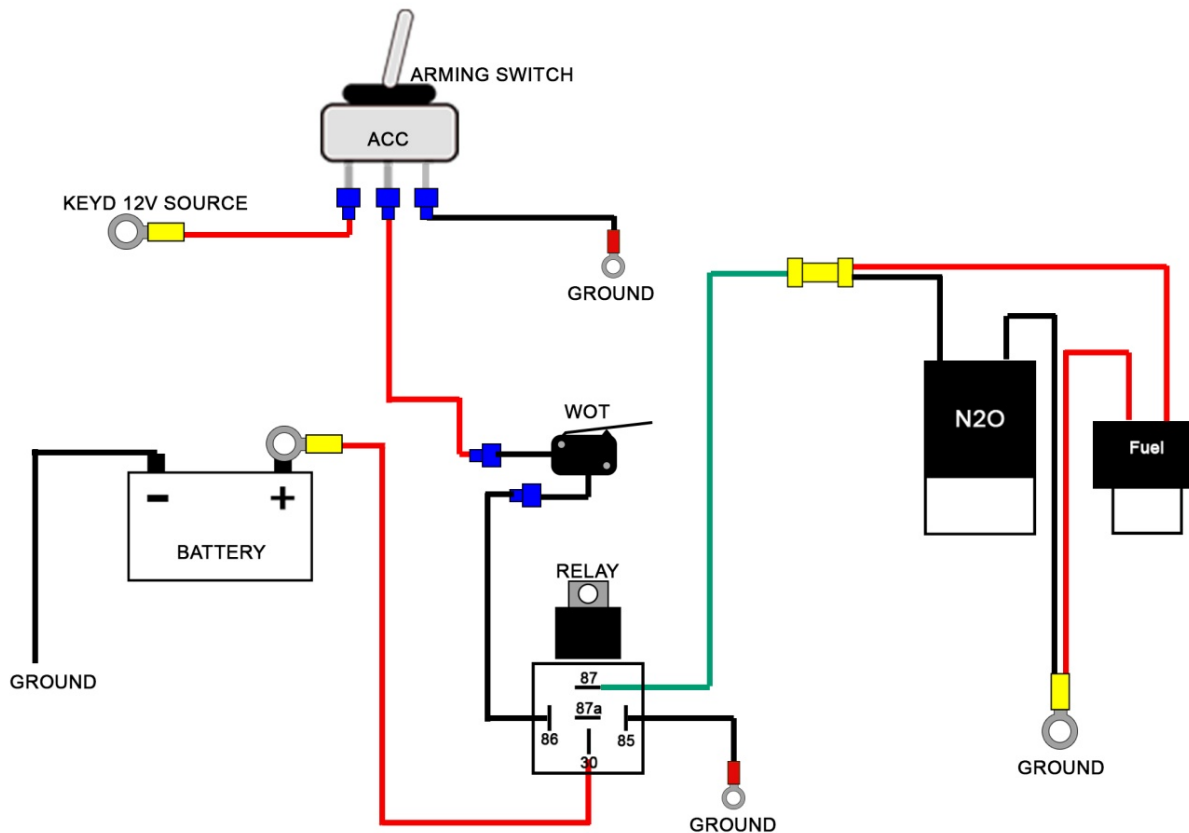 ARMING SWITCH
ACC
KEYD 12V SOURCE
GROUND
WOT
N2O
Fuel
- +
BATTERY
RELAY
GROUND
87
87a
86
85
30
GROUND
GROUND